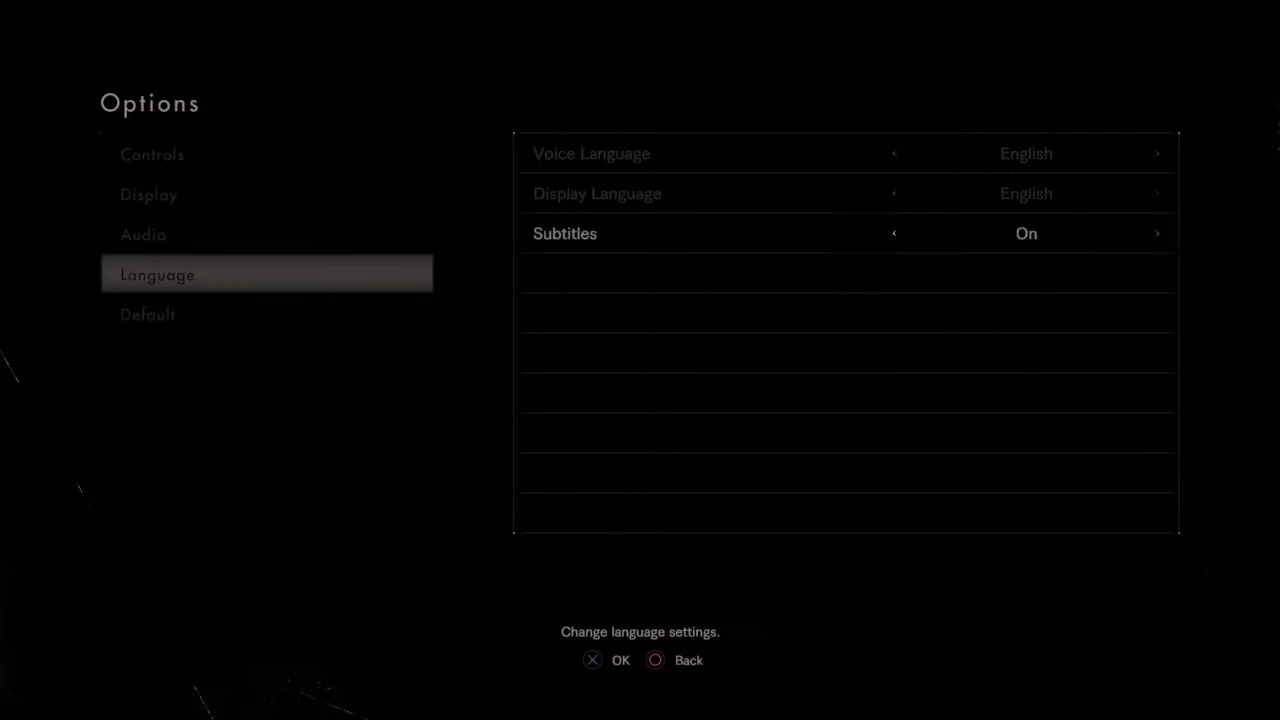 Options
Controls
Display
Audio
Language
Default
Voice Language ‹ English ›
Display Language ‹ English ›
Subtitles ‹ On ›
Change language settings.
OK Back